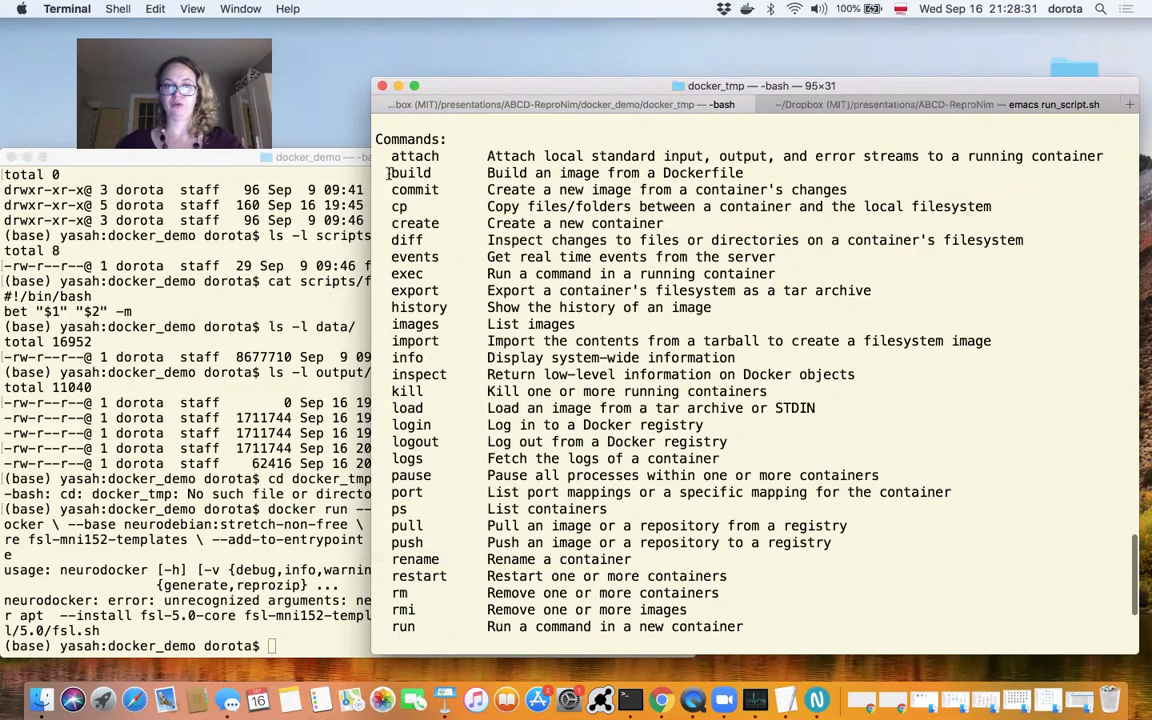 Terminal Shell Edit View Window Help 100% Wed Sep 16 21:28:31 dorota
docker_demo — -ba
total 0
drwxr-xr-x@ 3 dorota staff 96 Sep 9 09:41
drwxr-xr-x@ 5 dorota staff 160 Sep 16 19:45
drwxr-xr-x@ 3 dorota staff 96 Sep 9 09:46
(base) yasah:docker_demo dorota$ ls -l scripts
total 8
-rw-r--r--@ 1 dorota staff 29 Sep 9 09:46 f
(base) yasah:docker_demo dorota$ cat scripts/f
#!/bin/bash
bet "$1" "$2" -m
(base) yasah:docker_demo dorota$ ls -l data/
total 16952
-rw-r--r--@ 1 dorota staff 8677710 Sep 9 09
(base) yasah:docker_demo dorota$ ls -l output/
total 11040
-rw-r--r--@ 1 dorota staff 0 Sep 16 19
-rw-r--r--@ 1 dorota staff 1711744 Sep 16 19
-rw-r--r--@ 1 dorota staff 1711744 Sep 16 19
-rw-r--r--@ 1 dorota staff 1711744 Sep 16 20
-rw-r--r--@ 1 dorota staff 62416 Sep 16 20
(base) yasah:docker_demo dorota$ cd docker_tmp
-bash: cd: docker_tmp: No such file or directo
(base) yasah:docker_demo dorota$ docker run --
ocker \ --base neurodebian:stretch-non-free \
re fsl-mni152-templates \ --add-to-entrypoint
e
usage: neurodocker [-h] [-v {debug,info,warnin
{generate,reprozip} ...
neurodocker: error: unrecognized arguments: ne
r apt --install fsl-5.0-core fsl-mni152-templ
l/5.0/fsl.sh
(base) yasah:docker_demo dorota$
docker_tmp — -bash — 95×31
...box (MIT)/presentations/ABCD-ReproNim/docker_demo/docker_tmp — -bash
~/Dropbox (MIT)/presentations/ABCD-ReproNim — emacs run_script.sh
Commands:
attach Attach local standard input, output, and error streams to a running container
build Build an image from a Dockerfile
commit Create a new image from a container's changes
cp Copy files/folders between a container and the local filesystem
create Create a new container
diff Inspect changes to files or directories on a container's filesystem
events Get real time events from the server
exec Run a command in a running container
export Export a container's filesystem as a tar archive
history Show the history of an image
images List images
import Import the contents from a tarball to create a filesystem image
info Display system-wide information
inspect Return low-level information on Docker objects
kill Kill one or more running containers
load Load an image from a tar archive or STDIN
login Log in to a Docker registry
logout Log out from a Docker registry
logs Fetch the logs of a container
pause Pause all processes within one or more containers
port List port mappings or a specific mapping for the container
ps List containers
pull Pull an image or a repository from a registry
push Push an image or a repository to a registry
rename Rename a container
restart Restart one or more containers
rm Remove one or more containers
rmi Remove one or more images
run Run a command in a new container